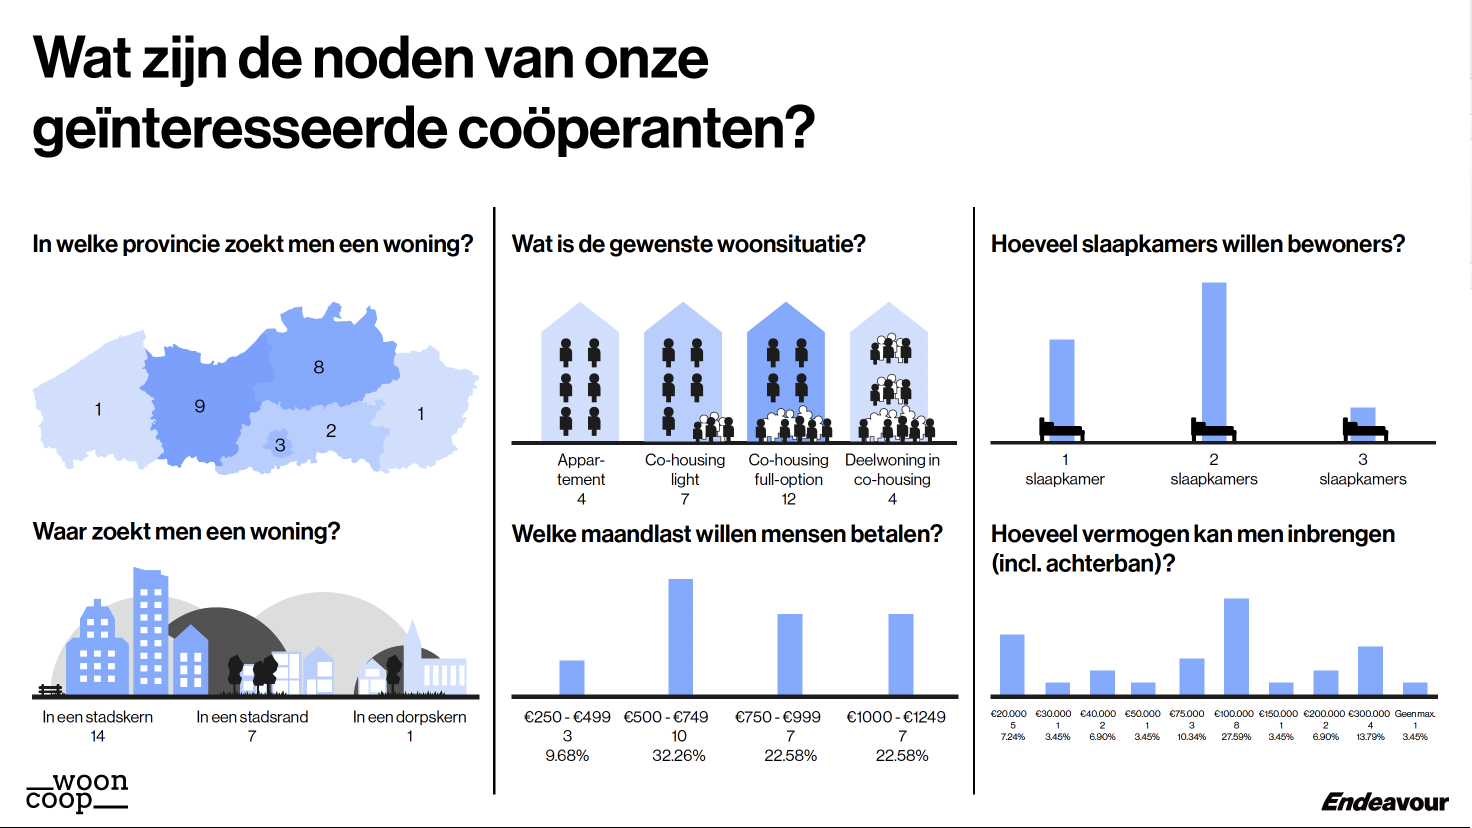 Wat zijn de noden van onze
geïnteresseerde coöperanten?
In welke provincie zoekt men een woning?
1
9
8
3
2
1
Waar zoekt men een woning?
In een stadskern
14
In een stadsrand
7
In een dorpskern
1
Wat is de gewenste woonsituatie?
Appar-
tement
4
Co-housing
light
7
Co-housing
full-option
12
Deelwoning in
co-housing
4
Welke maandlast willen mensen betalen?
€250 - €499
3
9.68%
€500 - €749
10
32.26%
€750 - €999
7
22.58%
€1000 - €1249
7
22.58%
Hoeveel slaapkamers willen bewoners?
1
slaapkamer
2
slaapkamers
3
slaapkamers
Hoeveel vermogen kan men inbrengen
(incl. achterban)?
€20.000
5
7.24%
€30.000
1
3.45%
€40.000
2
6.90%
€50.000
1
3.45%
€75.000
3
10.34%
€100.000
8
27.59%
€150.000
1
3.45%
€200.000
2
6.90%
€300.000
4
13.79%
Geen max.
1
3.45%
woon
coop
Endeavour